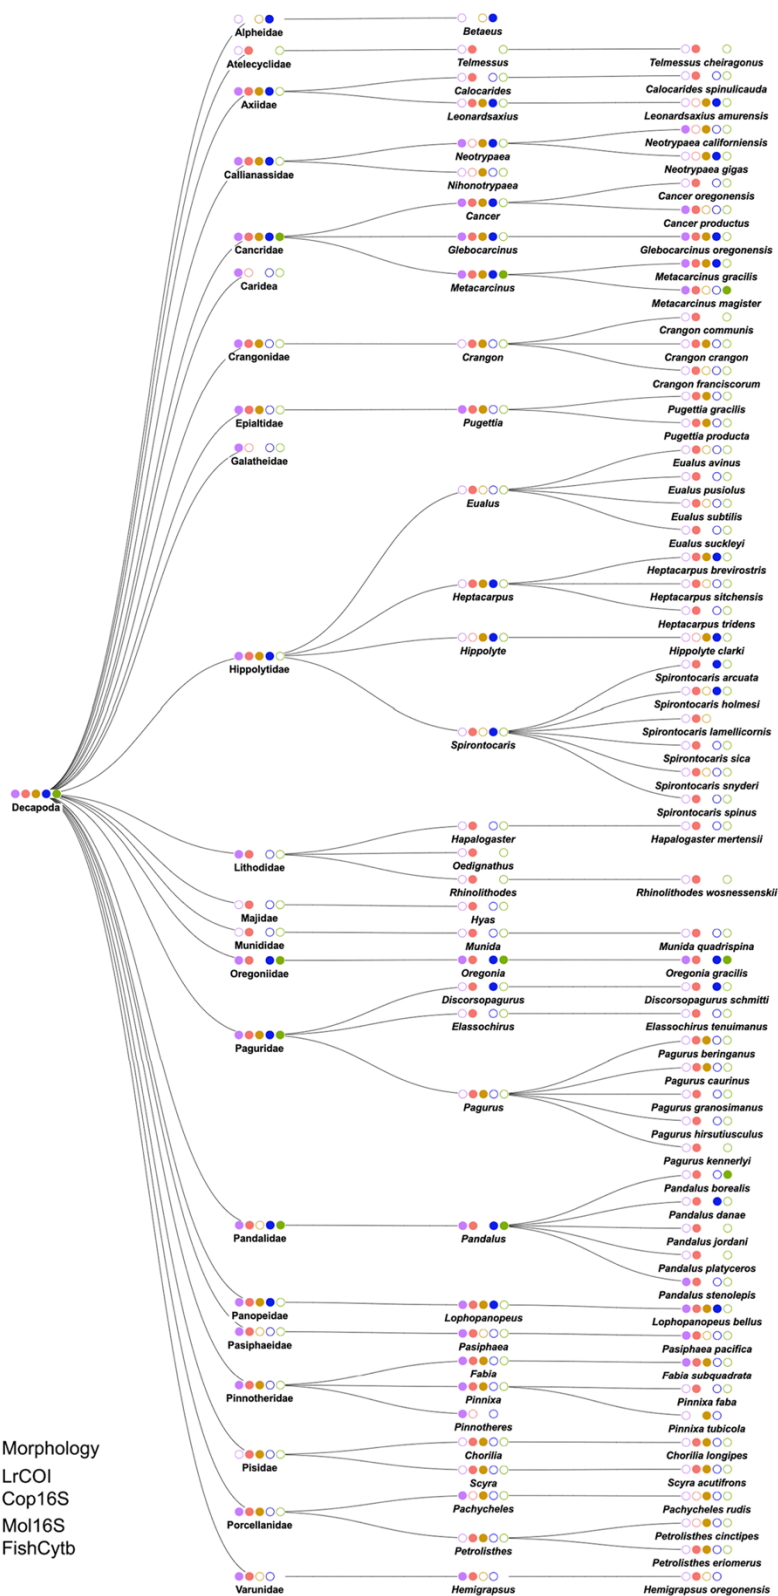 Alpheidae
Betaeus
Atelecyclidae
Telmessus
Telmessus cheiragonus
Calocarides
Calocarides spinulicauda
Axiidae
Leonardsaxius
Leonardsaxius amurensis
Neotrypaea
Neotrypaea californiensis
Callianassidae
Neotrypaea gigas
Nihonotrypaea
Cancer oregonensis
Cancer
Cancer productus
Cancridae
Glebocarcinus
Glebocarcinus oregonensis
Metacarcinus gracilis
Caridea
Metacarcinus
Metacarcinus magister
Crangon communis
Crangonidae
Crangon
Crangon crangon
Crangon franciscorum
Pugettia gracilis
Epialtidae
Pugettia
Pugettia producta
Galatheidae
Eualus avinus
Eualus pusiolus
Eualus
Eualus subtilis
Eualus suckleyi
Heptacarpus brevirostris
Heptacarpus
Heptacarpus sitchensis
Heptacarpus tridens
Hippolyte
Hippolyte clarki
Hippolytidae
Spirontocaris arcuata
Spirontocaris holmesi
Spirontocaris lamellicornis
Spirontocaris
Spirontocaris sica
Spirontocaris snyderi
Decapoda
Spirontocaris spinus
Hapalogaster
Hapalogaster mertensii
Lithodidae
Oedignathus
Rhinolithodes
Rhinolithodes wosnessenskii
Majidae
Hyas
Munididae
Munida
Munida quadrispina
Oregoniidae
Oregonia
Oregonia gracilis
Discorsopagurus
Discorsopagurus schmitti
Elassochirus
Elassochirus tenuimanus
Paguridae
Pagurus beringanus
Pagurus caurinus
Pagurus
Pagurus granosimanus
Pagurus hirsutiusculus
Pagurus kennerlyi
Pandalus borealis
Pandalus danae
Pandalidae
Pandalus
Pandalus jordani
Pandalus platyceros
Pandalus stenolepis
Panopeidae
Lophopanopeus
Lophopanopeus bellus
Pasiphaeidae
Pasiphaea
Pasiphaea pacifica
Fabia
Fabia subquadrata
Pinnotheridae
Pinnixa
Pinnixa faba
Pinnotheres
Pinnixa tubicola
Morphology
Chorilia
Chorilia longipes
LrCOI
Pisidae
Scyra
Scyra acutifrons
Cop16S
Pachycheles
Pachycheles rudis
Mol16S
Porcellanidae
Petrolisthes cinctipes
FishCytb
Petrolisthes
Petrolisthes eriomerus
Varunidae
Hemigrapsus
Hemigrapsus oregonensis